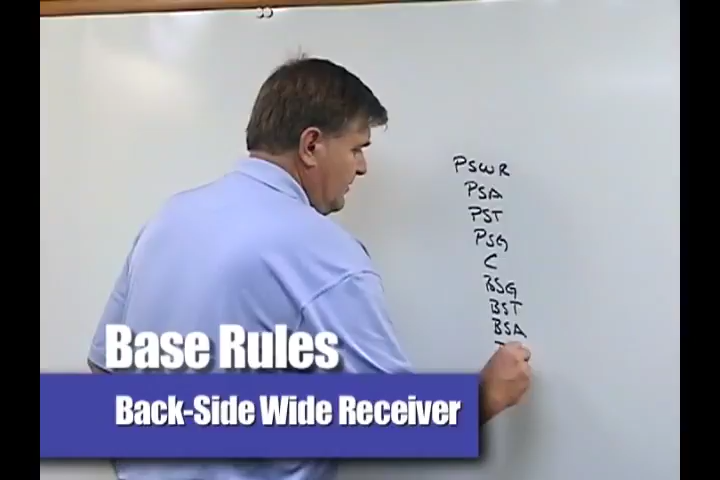 PSWR
PSA
PST
PSG
C
BSG
BST
BSA
Base Rules
Back-Side Wide Receiver